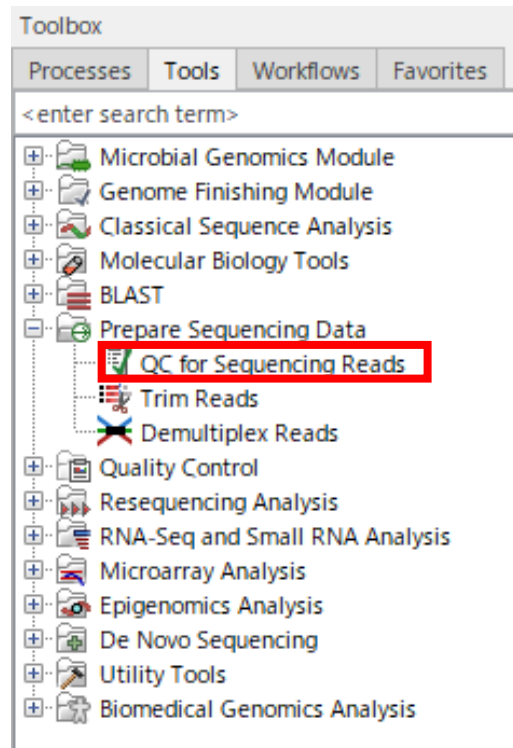 Toolbox
Processes Tools Workflows Favorites
<enter search term>
Microbial Genomics Module
Genome Finishing Module
Classical Sequence Analysis
Molecular Biology Tools
BLAST
Prepare Sequencing Data
QC for Sequencing Reads
Trim Reads
Demultiplex Reads
Quality Control
Resequencing Analysis
RNA-Seq and Small RNA Analysis
Microarray Analysis
Epigenomics Analysis
De Novo Sequencing
Utility Tools
Biomedical Genomics Analysis